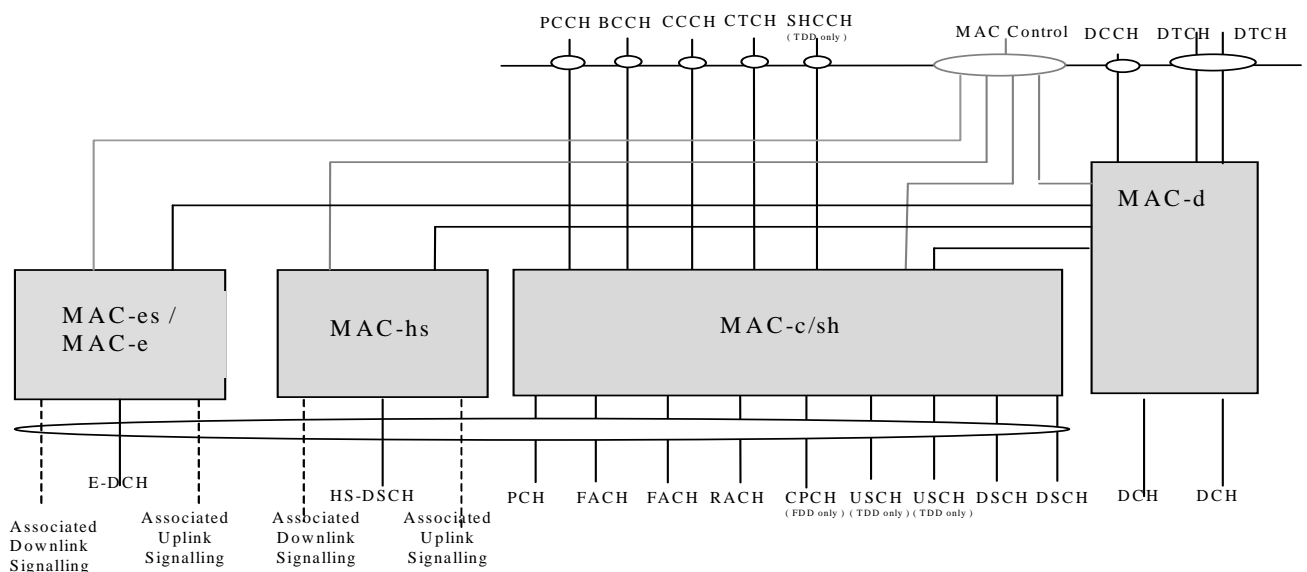 PCCH BCCH CCCH CTCH SHCCH
( TDD only )
MAC Control
DCCH DTCH DTCH
MAC-d
MAC-es /
MAC-e
MAC-hs
MAC-c/sh
E-DCH
HS-DSCH
PCH FACH FACH RACH CPCH USCH USCH DSCH DSCH
( FDD only ) ( TDD only ) ( TDD only )
DCH DCH
Associated
Downlink
Signalling
Associated
Uplink
Signalling
Associated
Downlink
Signalling
Associated
Uplink
Signalling